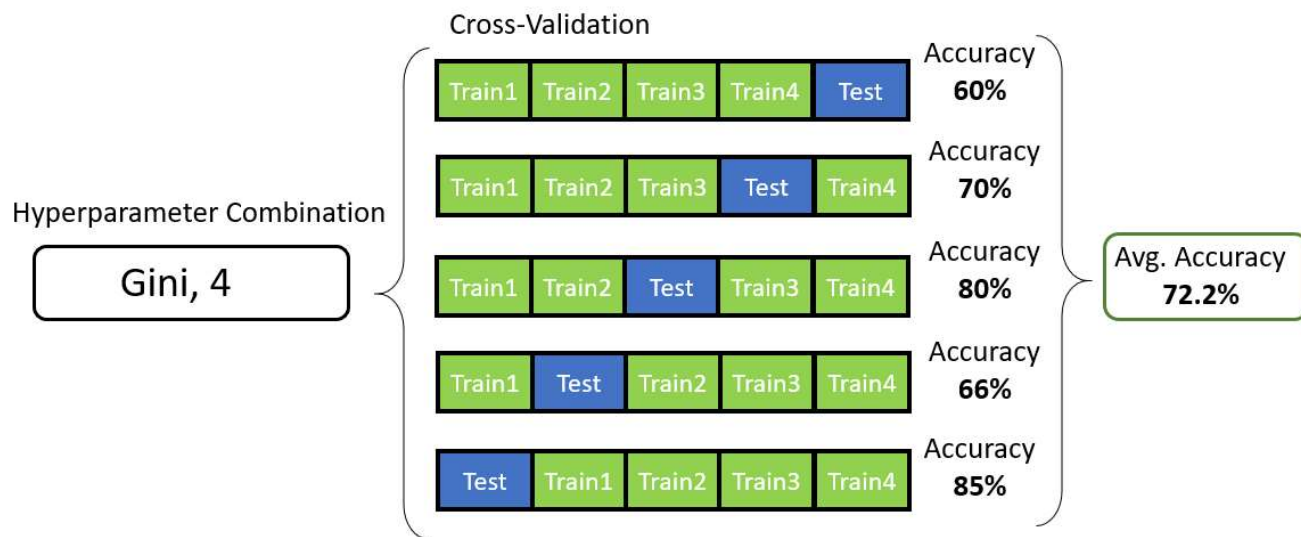 Cross-Validation
Train1 Train2 Train3 Train4 Test
Accuracy
60%
Train1 Train2 Train3 Test Train4
Accuracy
70%
Hyperparameter Combination
Gini, 4
Train1 Train2 Test Train3 Train4
Accuracy
80%
Avg. Accuracy
72.2%
Train1 Test Train2 Train3 Train4
Accuracy
66%
Test Train1 Train2 Train3 Train4
Accuracy
85%